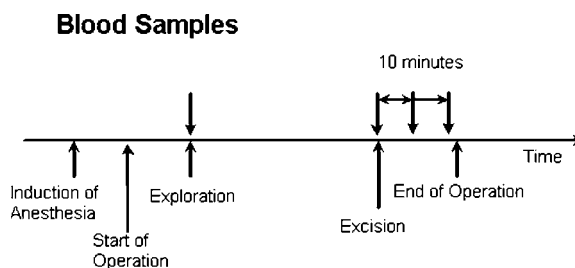 Blood Samples
10 minutes
Time
Induction of
Anesthesia
Exploration
End of Operation
Start of
Operation
Excision